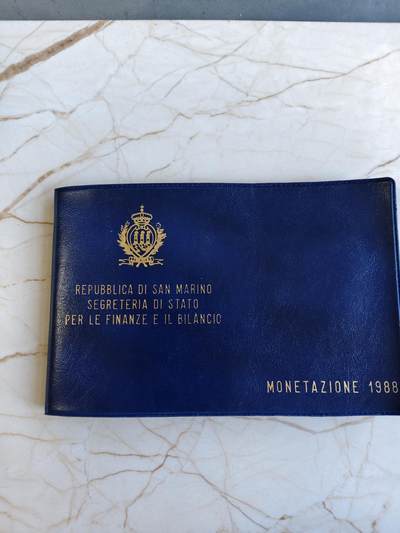 REPUBBLICA DI SAN MARINO
SEGRETERIA DI STATO
PER LE FINANZE E IL BILANCIO
MONETAZIONE 1988